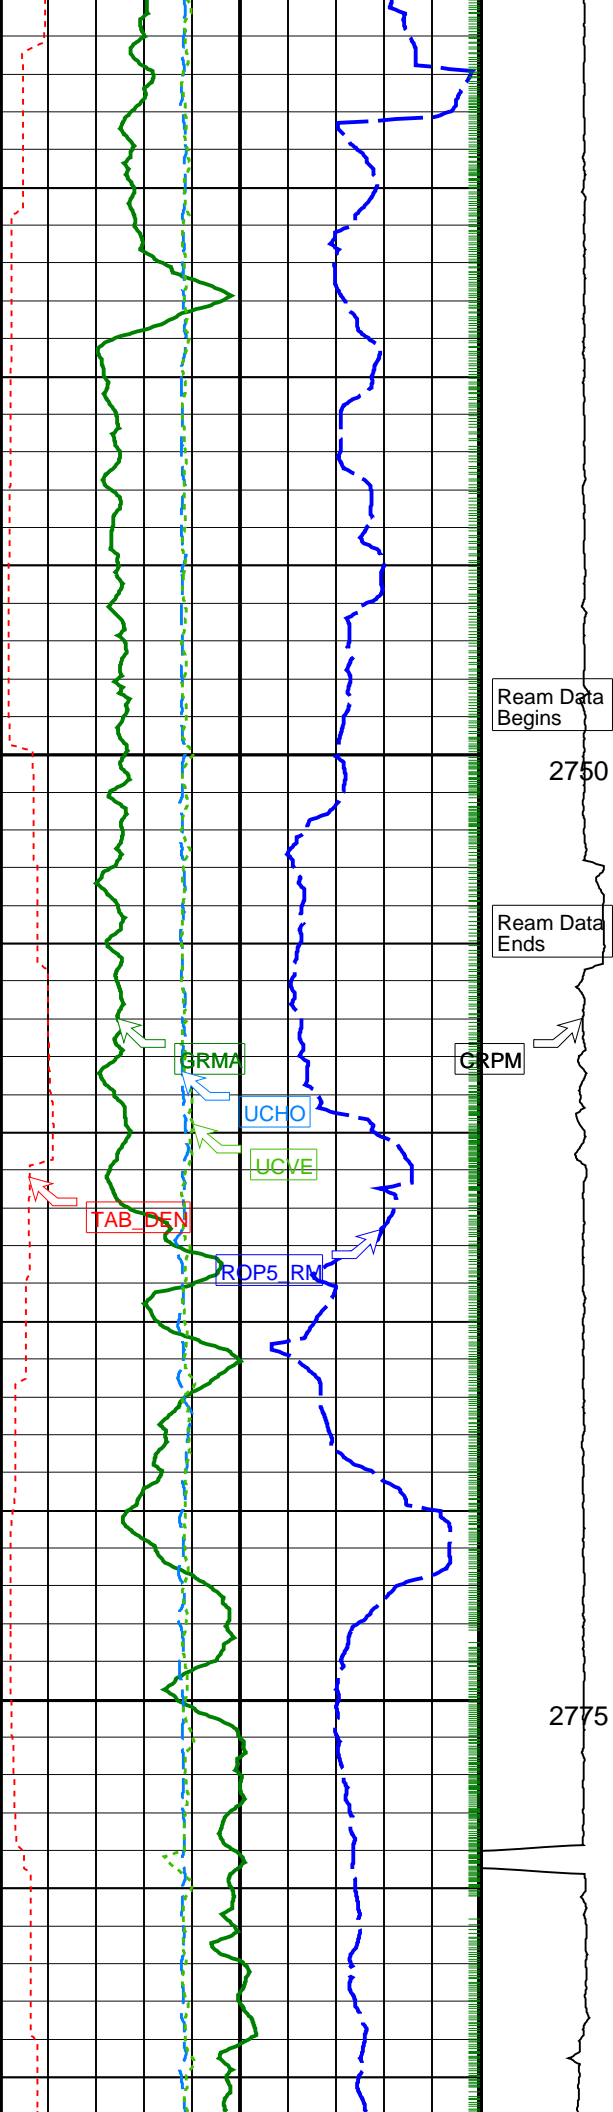 Ream Data
Begins
2750
Ream Data
Ends
GRMA
CRPM
UCHO
UCVE
TAB_DEN
ROP5_RM
2775